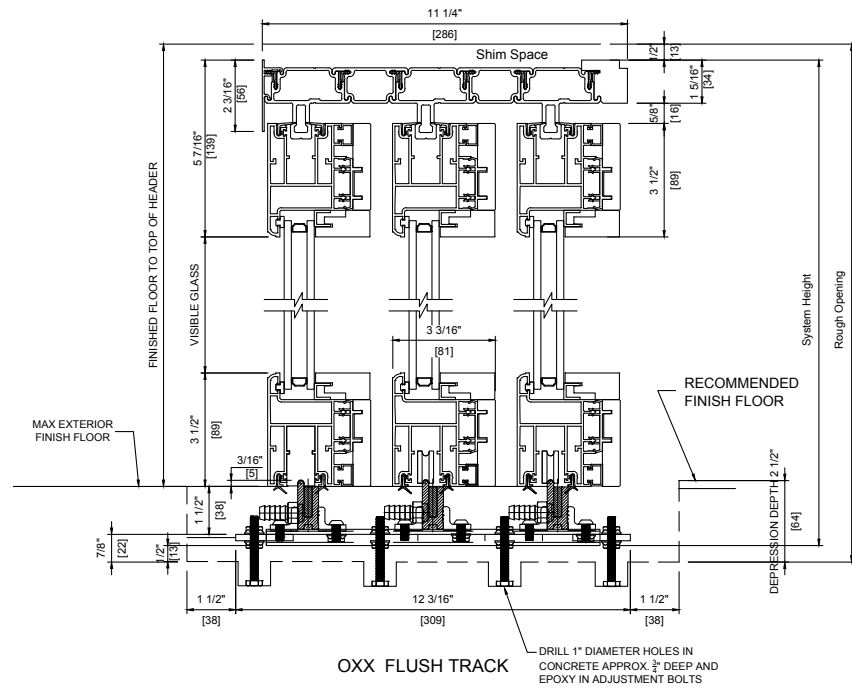 11 1/4"
[286]
Shim Space
1/2"
[13]
1 5/16"
[34]
2 3/16"
[56]
5/8"
[16]
5 7/16"
[139]
3 1/2"
[89]
FINISHED FLOOR TO TOP OF HEADER
VISIBLE GLASS
System Height
Rough Opening
3 3/16"
[81]
RECOMMENDED
FINISH FLOOR
MAX EXTERIOR
FINISH FLOOR
3 1/2"
[89]
3/16"
[5]
1 1/2"
[38]
DEPRESSION DEPTH 2 1/2"
[64]
7/8"
[22]
1/2"
[13]
1 1/2"
[38]
12 3/16"
[309]
1 1/2"
[38]
OXX FLUSH TRACK
DRILL 1" DIAMETER HOLES IN
CONCRETE APPROX. 3/4" DEEP AND
EPOXY IN ADJUSTMENT BOLTS